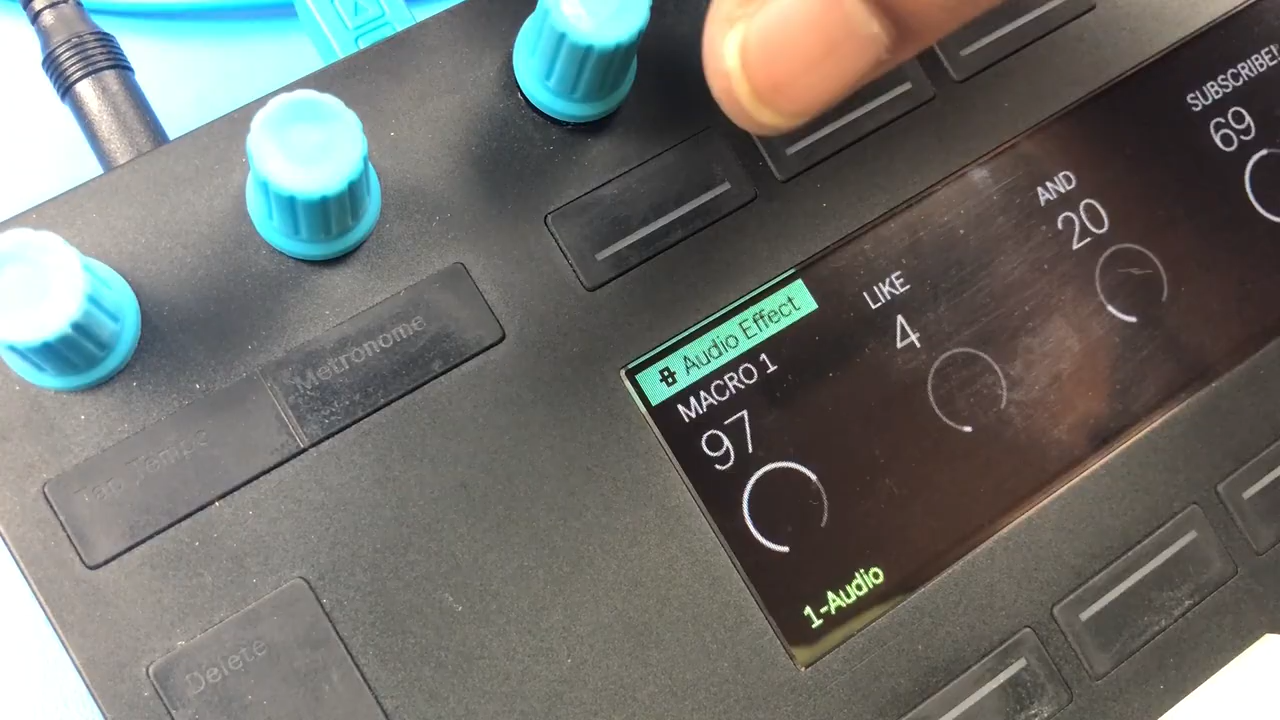 Audio Effect
MACRO 1
97
LIKE
4
AND
20
SUBSCRIBE!
69
1-Audio
Metronome
Tap Tempo
Delete